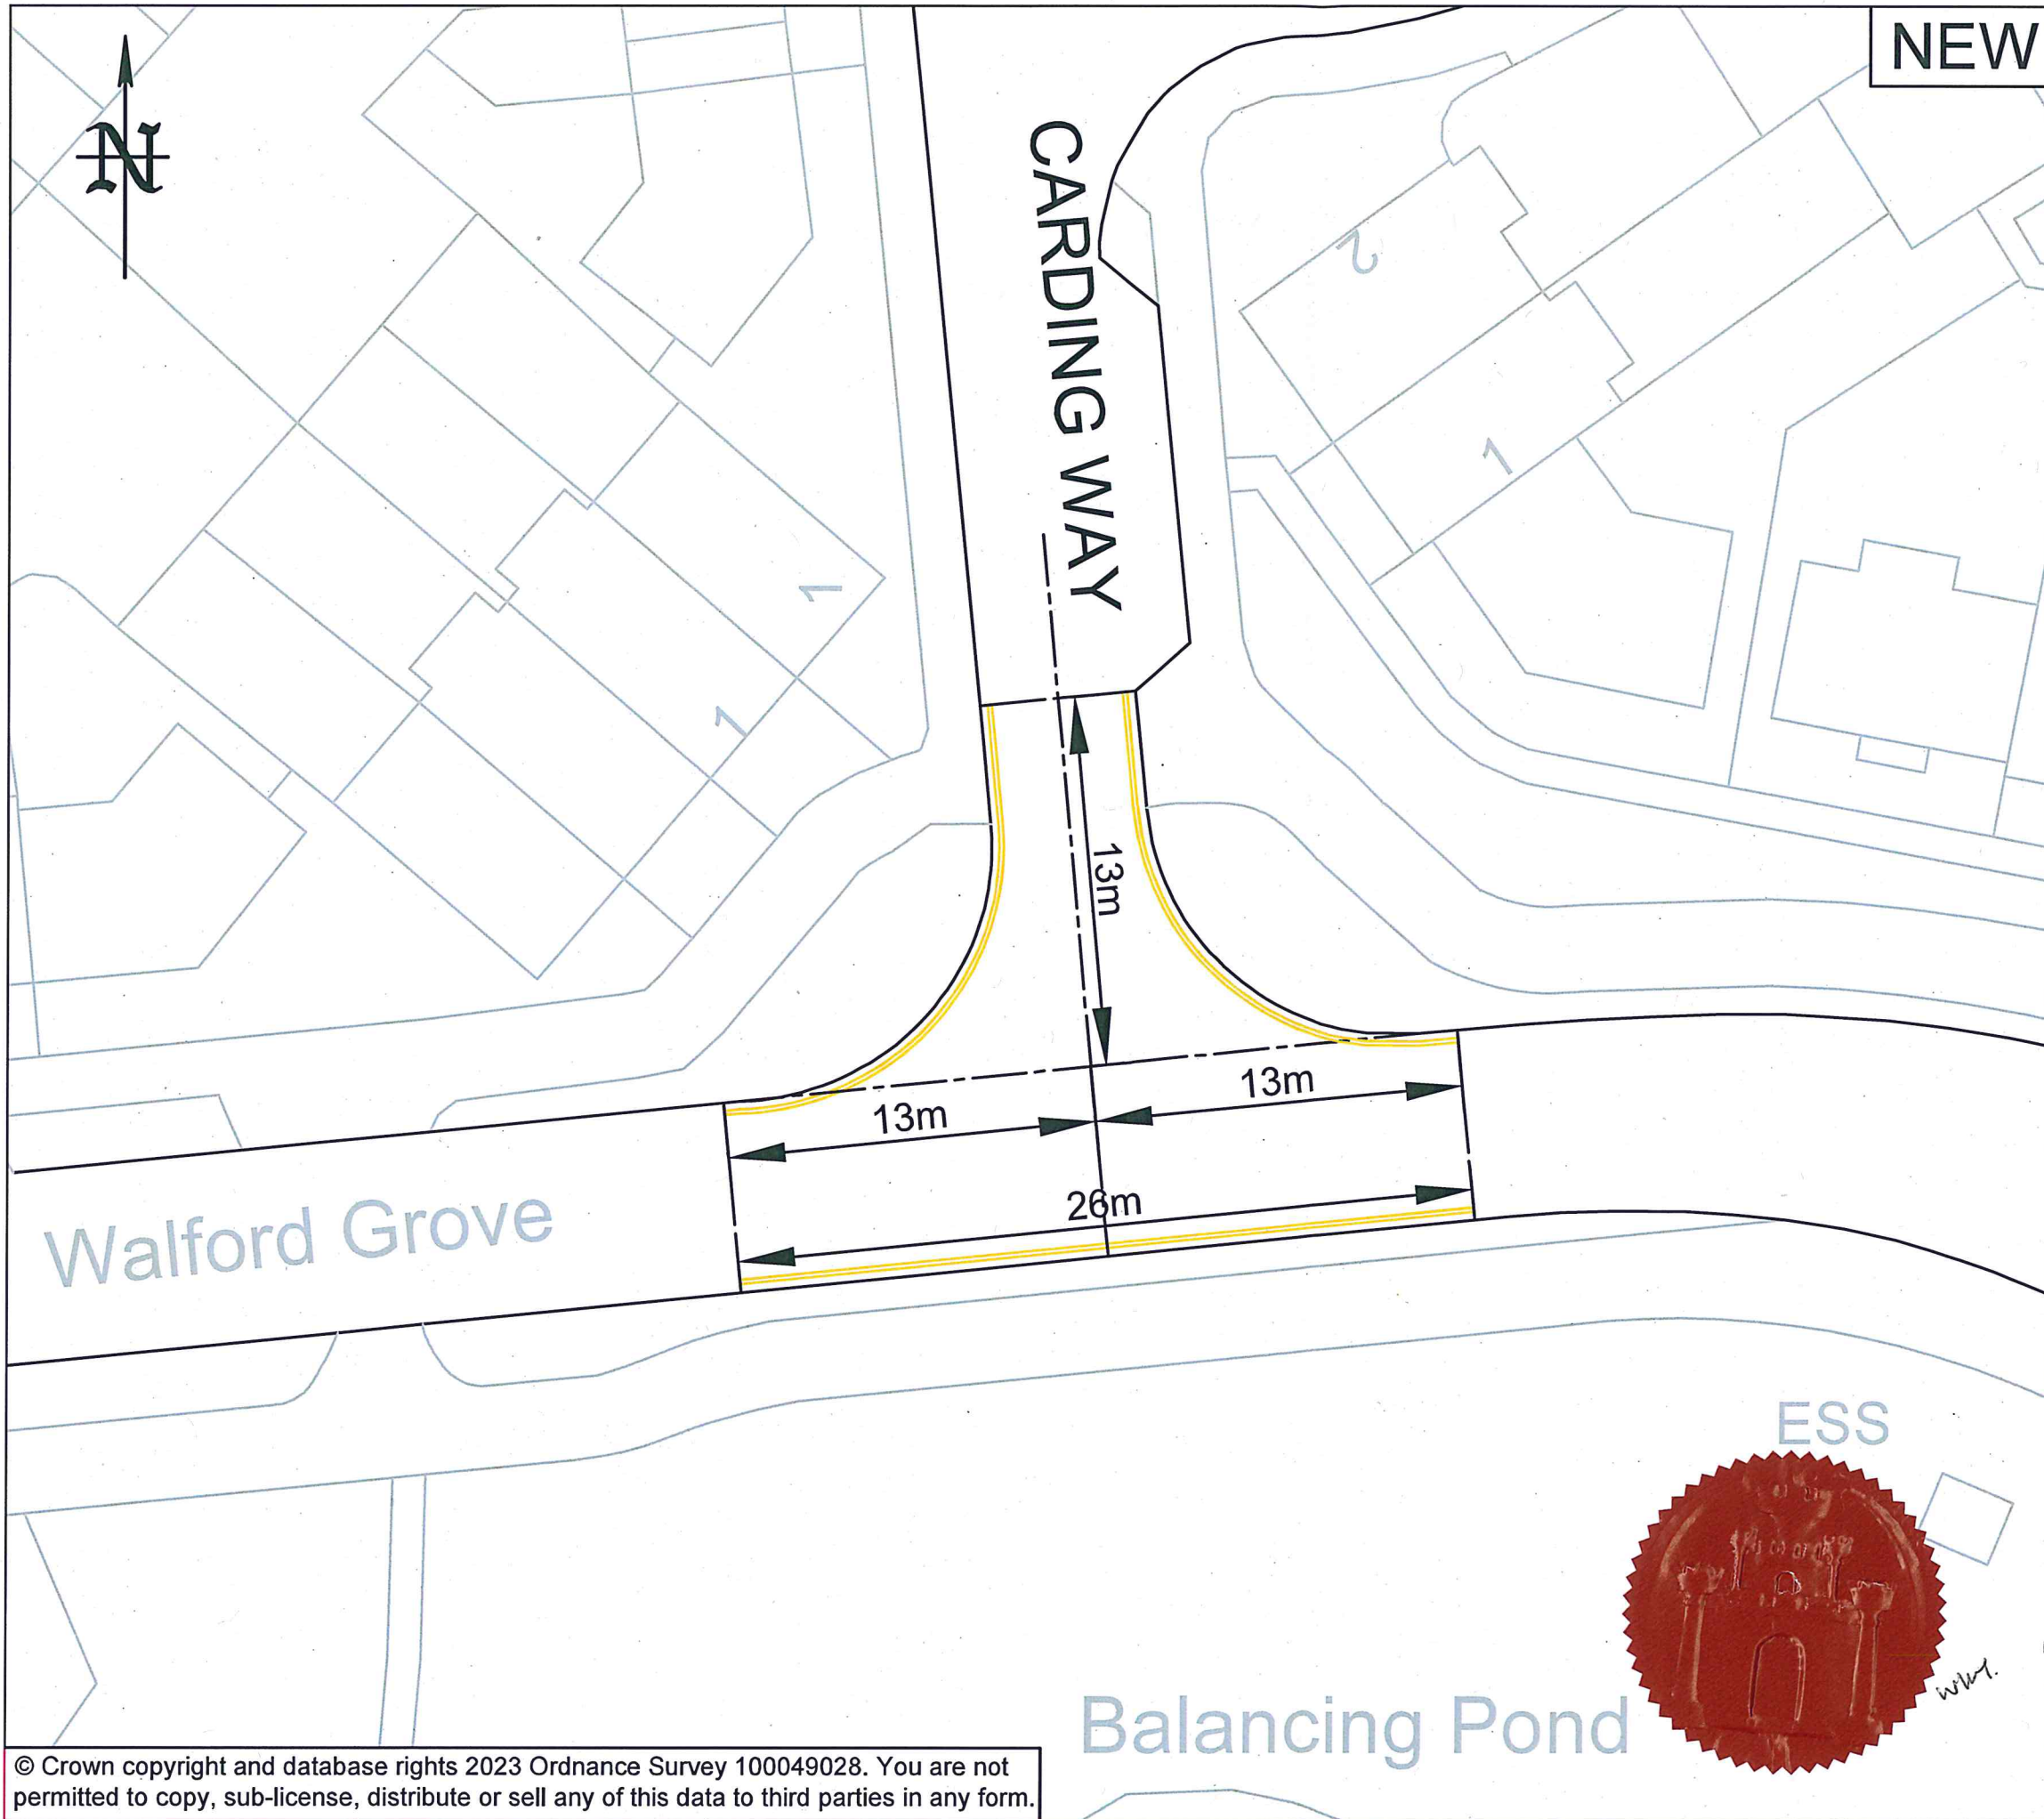 NEW
N
CARDING WAY
2
1
1
1
13m
13m
13m
26m
Walford Grove
ESS
Balancing Pond
© Crown copyright and database rights 2023 Ordnance Survey 100049028. You are not
permitted to copy, sub-license, distribute or sell any of this data to third parties in any form.